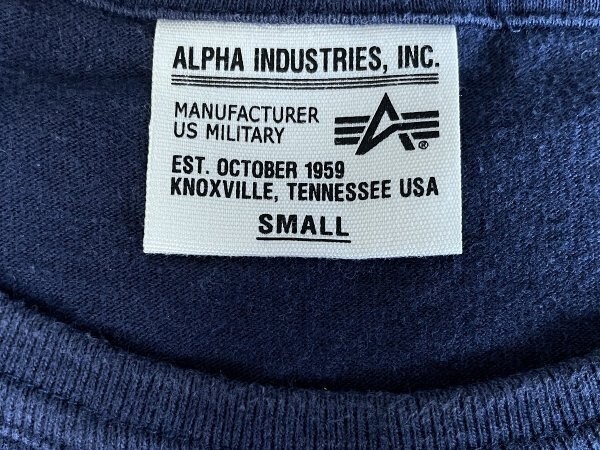 ALPHA INDUSTRIES, INC.
MANUFACTURER
US MILITARY
EST. OCTOBER 1959
KNOXVILLE, TENNESSEE USA
SMALL